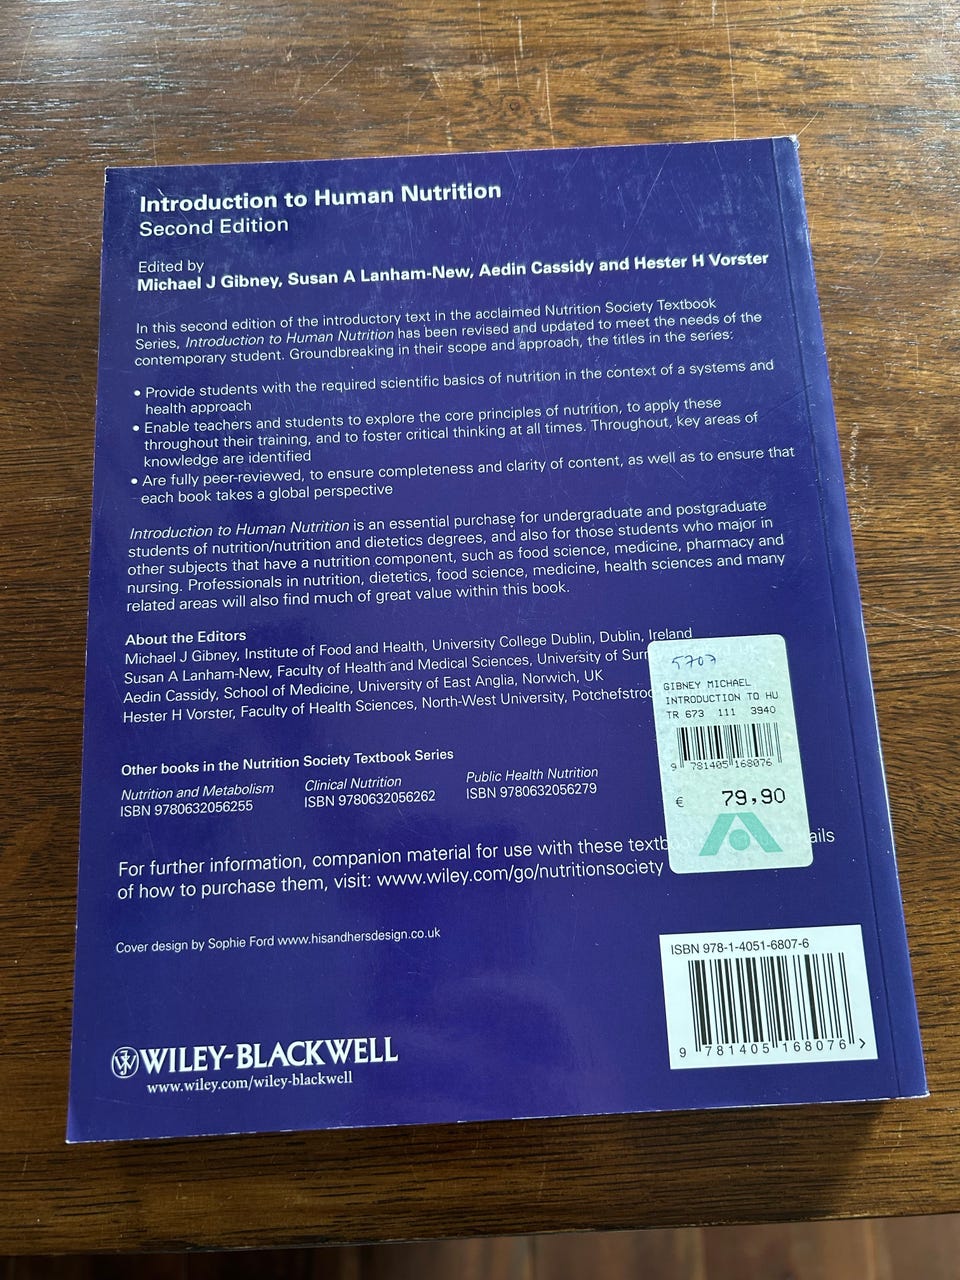 Introduction to Human Nutrition
Second Edition
Edited by
Michael J Gibney, Susan A Lanham-New, Aedin Cassidy and Hester H Vorster
In this second edition of the introductory text in the acclaimed Nutrition Society Textbook
Series, Introduction to Human Nutrition has been revised and updated to meet the needs of the
contemporary student. Groundbreaking in their scope and approach, the titles in the series:
• Provide students with the required scientific basics of nutrition in the context of a systems and
health approach
• Enable teachers and students to explore the core principles of nutrition, to apply these
throughout their training, and to foster critical thinking at all times. Throughout, key areas of
knowledge are identified
• Are fully peer-reviewed, to ensure completeness and clarity of content, as well as to ensure that
each book takes a global perspective
Introduction to Human Nutrition is an essential purchase for undergraduate and postgraduate
students of nutrition/nutrition and dietetics degrees, and also for those students who major in
other subjects that have a nutrition component, such as food science, medicine, pharmacy and
nursing. Professionals in nutrition, dietetics, food science, medicine, health sciences and many
related areas will also find much of great value within this book.
About the Editors
Michael J Gibney, Institute of Food and Health, University College Dublin, Dublin, Ireland
Susan A Lanham-New, Faculty of Health and Medical Sciences, University of
Aedin Cassidy, School of Medicine, University of East Anglia, Norwich, UK
Hester H Vorster, Faculty of Health Sciences, North-West University,
5707
GIBNEY MICHAEL
INTRODUCTION TO HU
TR 673 111 3940
9 781405 168076
€ 79,90
Other books in the Nutrition Society Textbook Series
Nutrition and Metabolism
ISBN 9780632056255
Clinical Nutrition
ISBN 9780632056262
Public Health Nutrition
ISBN 9780632056279
For further information, companion material for use with these
of how to purchase them, visit: www.wiley.com/go/nutritionsociety
Cover design by Sophie Ford www.hisandhersdesign.co.uk
ISBN 978-1-4051-6807-6
9 781405 168076 >
WILEY-BLACKWELL
www.wiley.com/wiley-blackwell